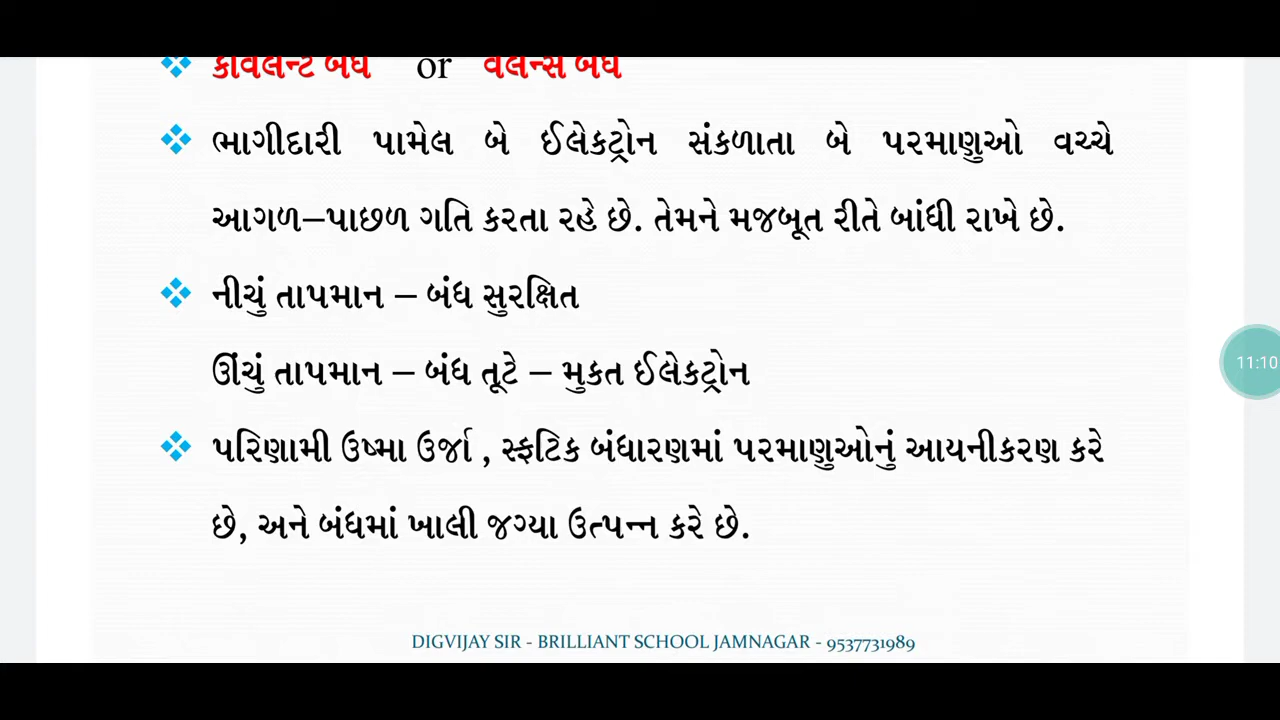 કોવેલન્ટ બંધ or વેલેન્સ બંધ
ભાગીદારી પામેલ બે ઈલેકટ્રોન સંકળાતા બે પરમાણુઓ વચ્ચે
આગળ–પાછળ ગતિ કરતા રહે છે. તેમને મજબૂત રીતે બાંધી રાખે છે.
નીચું તાપમાન – બંધ સુરક્ષિત
ઊંચું તાપમાન – બંધ તૂટે – મુકત ઈલેકટ્રોન
પરિણામી ઉષ્મા ઉર્જા , સ્ફટિક બંધારણમાં પરમાણુઓનું આયનીકરણ કરે
છે, અને બંધમાં ખાલી જગ્યા ઉત્પન્ન કરે છે.
11:10
DIGVIJAY SIR - BRILLIANT SCHOOL JAMNAGAR - 9537731989